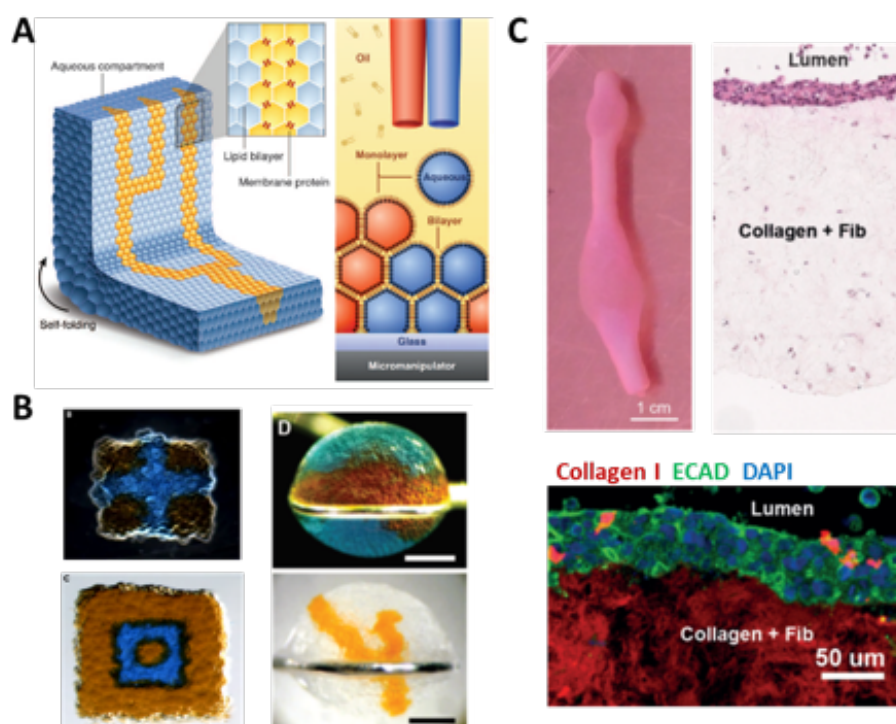 A
Aqueous compartment
Lipid bilayer
Membrane protein
Self-folding
Oil
Monolayer
Aqueous
Bilayer
Glass
Micromanipulator
B
D
C
C
1 cm
Lumen
Collagen + Fib
Collagen I ECAD DAPI
Lumen
Collagen + Fib
50 um